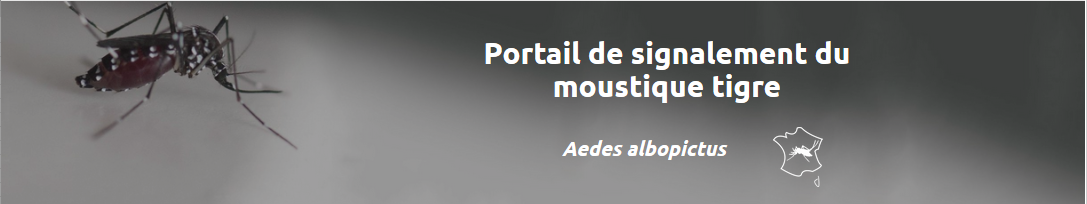 Portail de signalement du
moustique tigre
Aedes albopictus